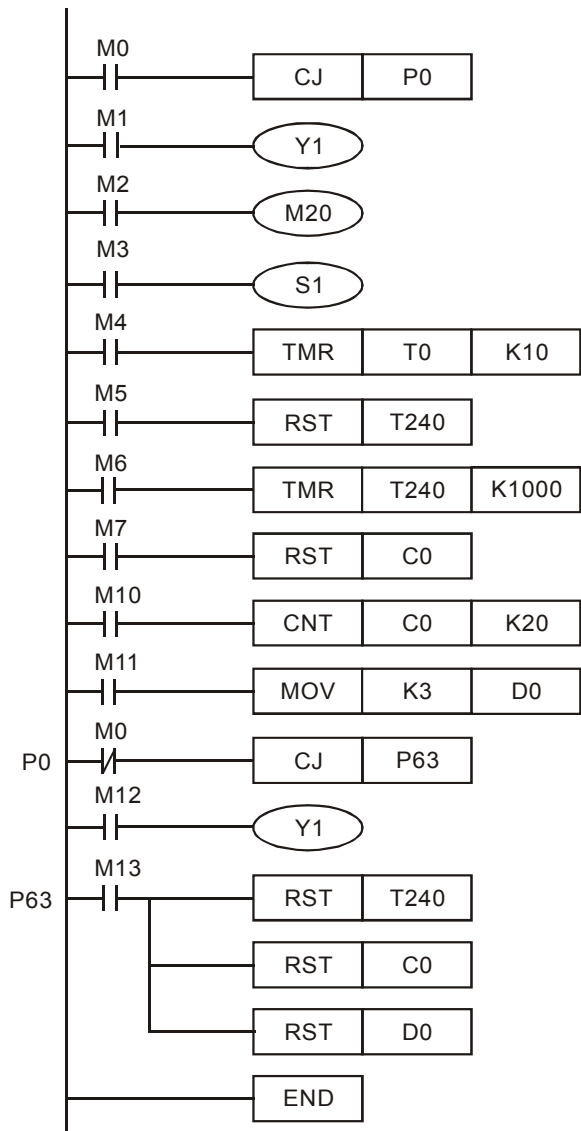 M0
CJ P0
M1
Y1
M2
M20
M3
S1
M4
TMR T0 K10
M5
RST T240
M6
TMR T240 K1000
M7
RST C0
M10
CNT C0 K20
M11
MOV K3 D0
M0
P0 CJ P63
M12
Y1
M13
P63 RST T240
RST C0
RST D0
END